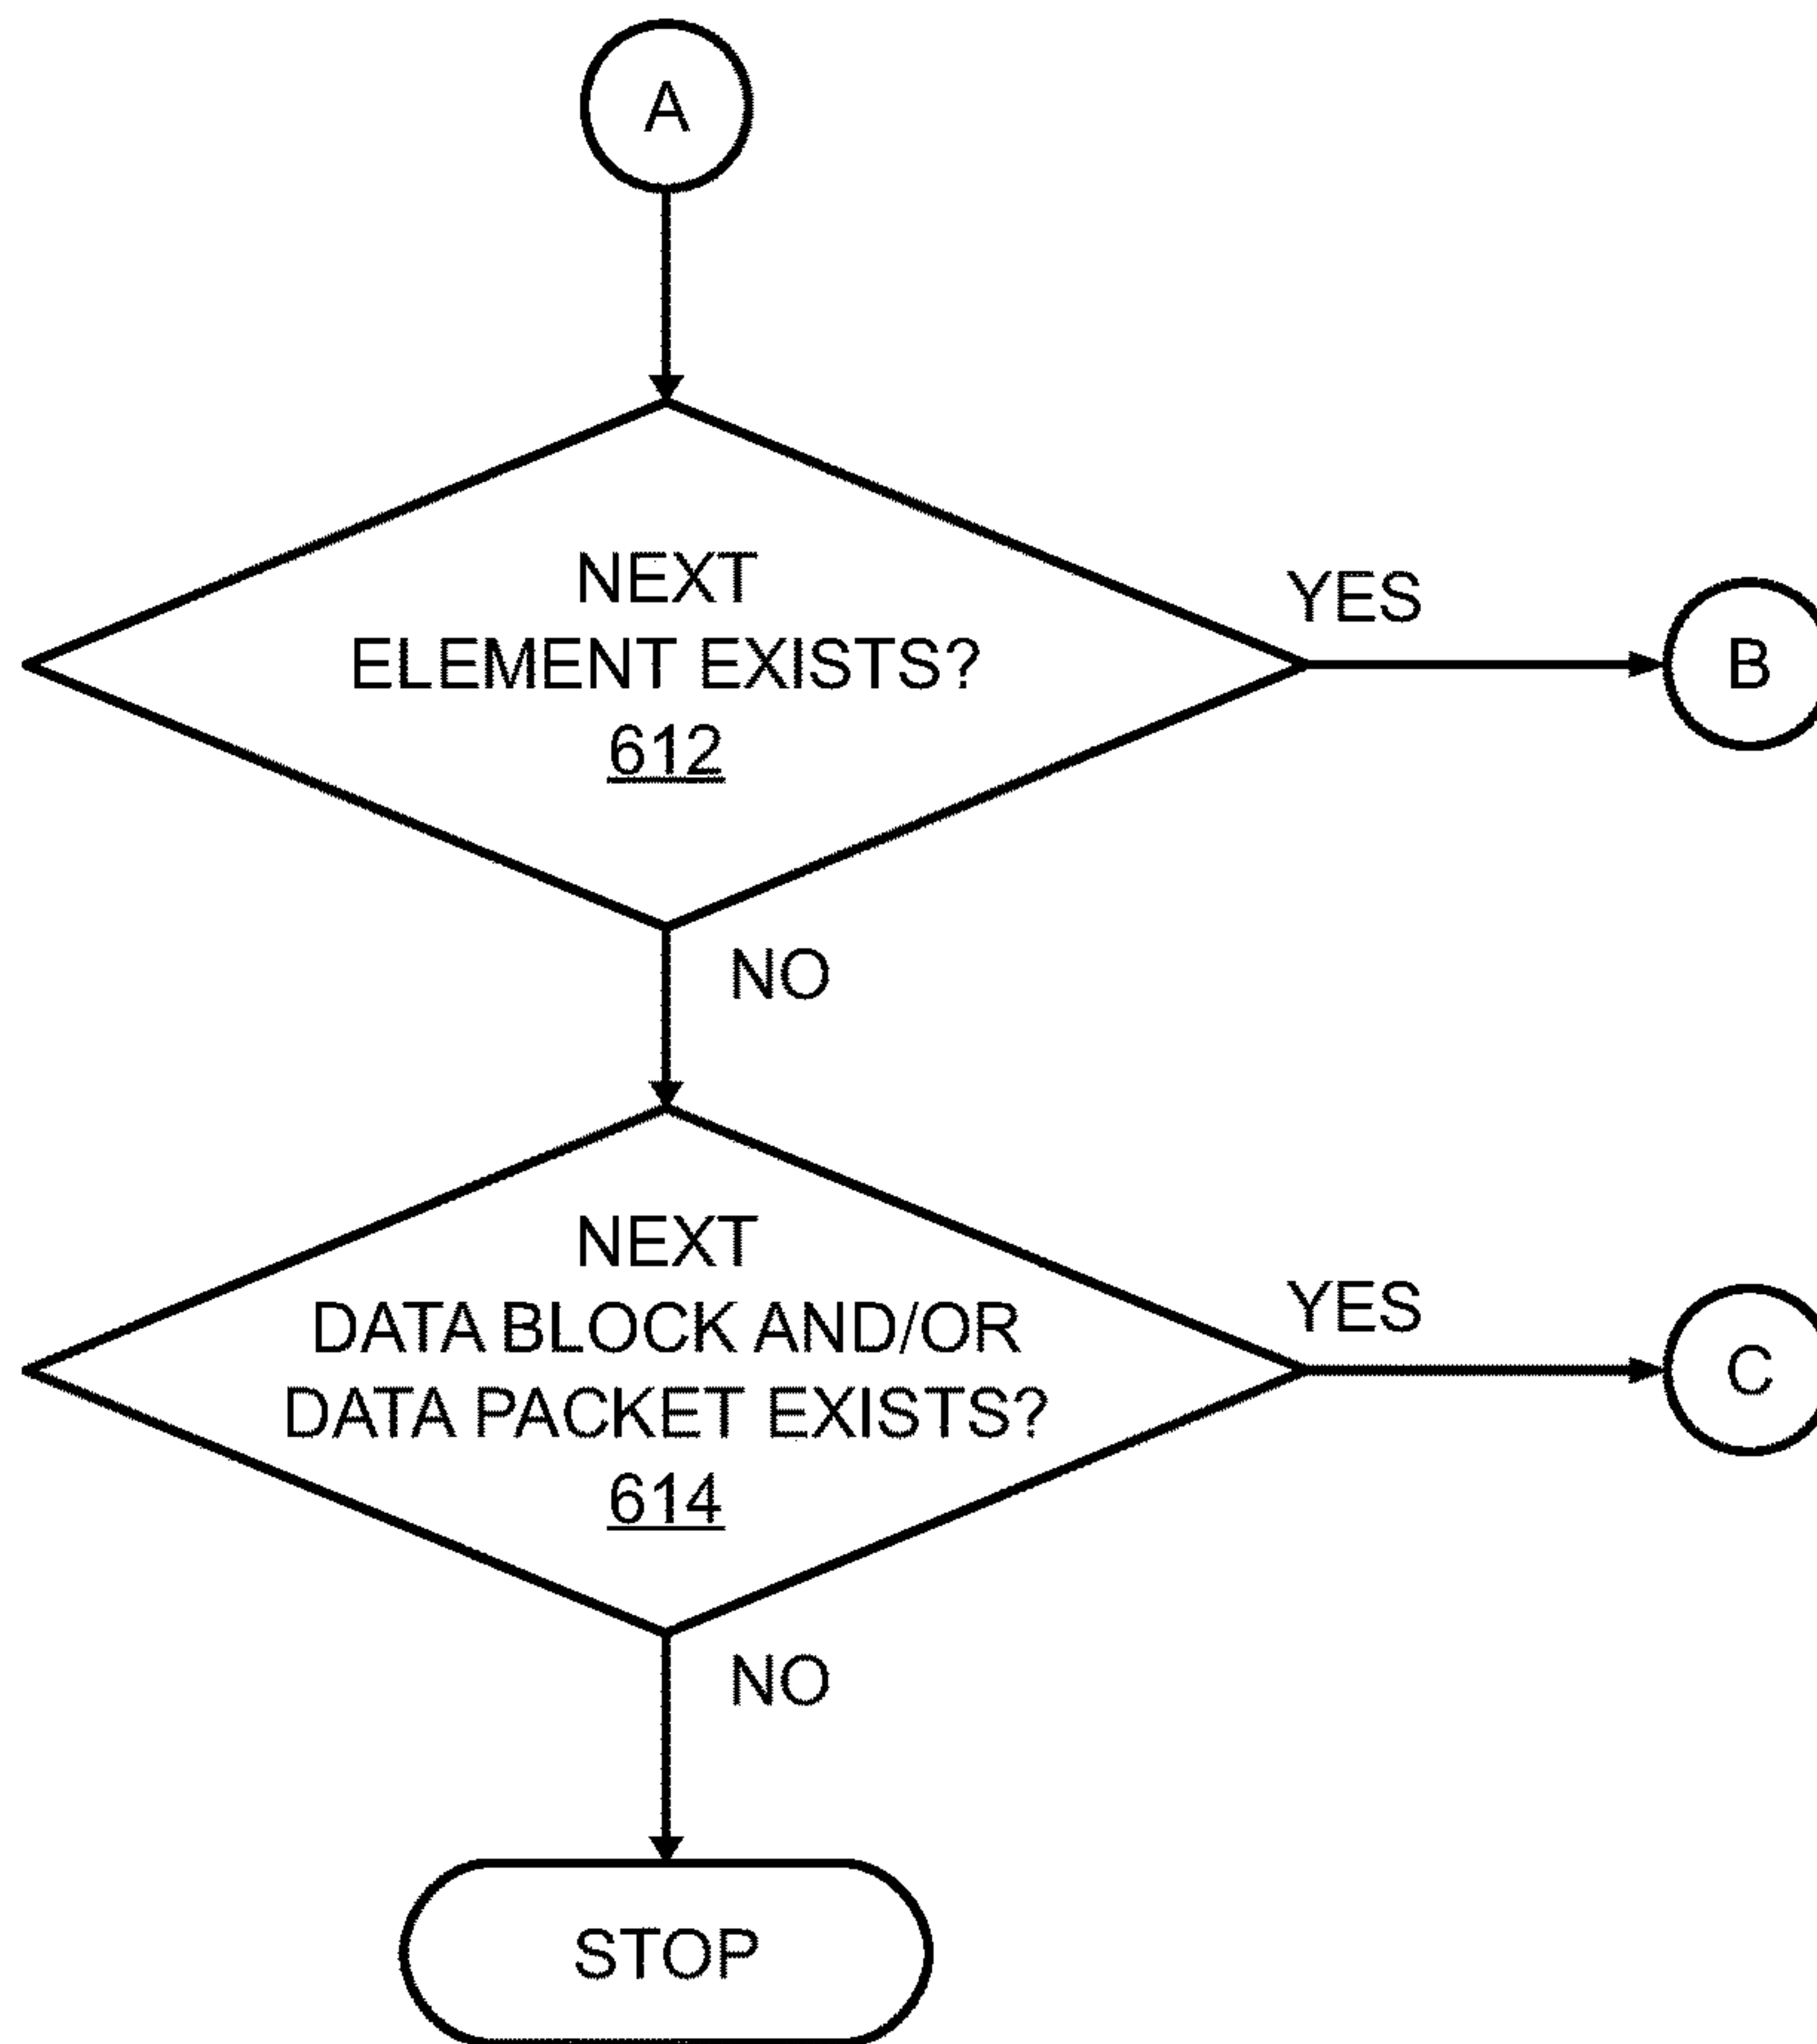 A
NEXT
ELEMENT EXISTS?
612
YES
B
NO
NEXT
DATA BLOCK AND/OR
DATA PACKET EXISTS?
614
YES
C
NO
STOP